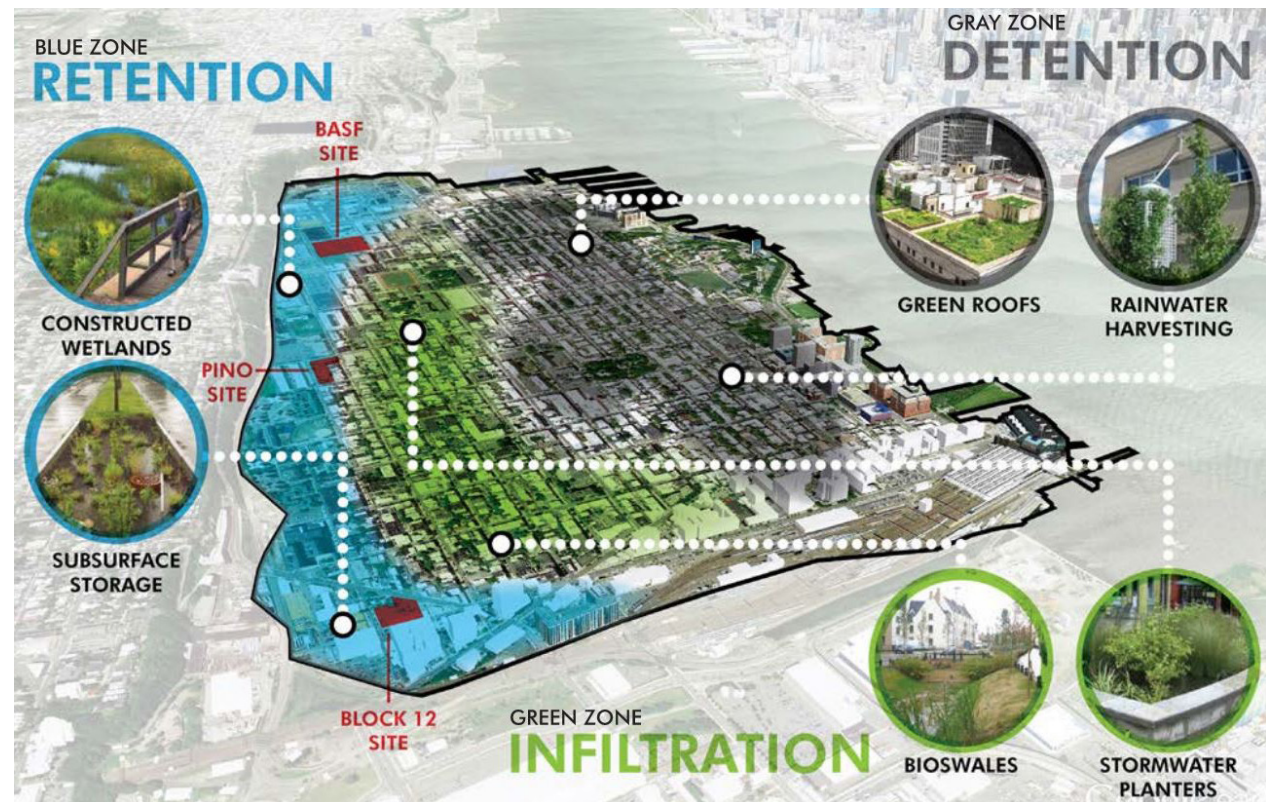 BLUE ZONE
RETENTION
GRAY ZONE
DETENTION
BASF
SITE
CONSTRUCTED
WETLANDS
GREEN ROOFS
RAINWATER
HARVESTING
PINO
SITE
SUBSURFACE
STORAGE
BLOCK 12
SITE
GREEN ZONE
INFILTRATION
BIOSWALES
STORMWATER
PLANTERS